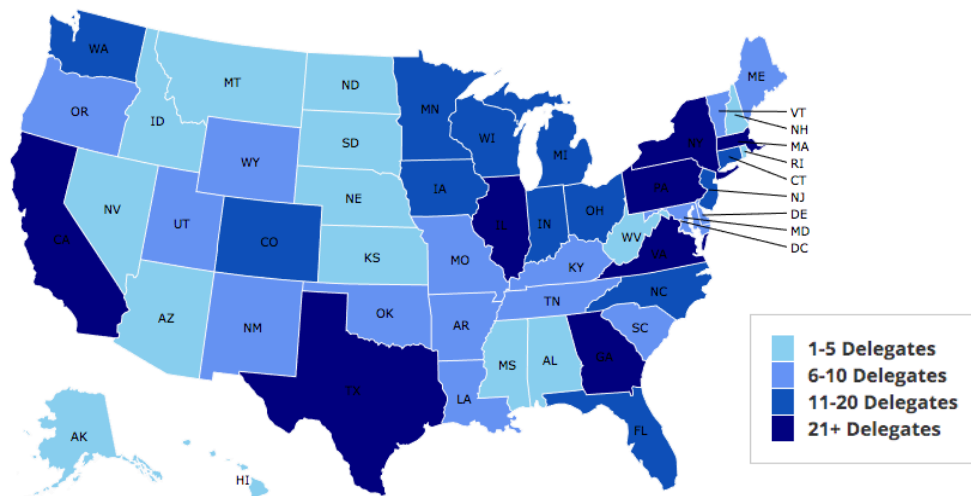 WA
MT
ND
ME
OR
MN
VT
ID
NH
SD
WI
NY
MA
WY
MI
RI
CT
IA
PA
NJ
NE
NV
IL
IN
OH
DE
UT
MD
CA
CO
WV
DC
KS
MO
KY
VA
NC
TN
AZ
NM
OK
AR
SC
MS
AL
GA
TX
LA
FL
AK
HI
1-5 Delegates
6-10 Delegates
11-20 Delegates
21+ Delegates